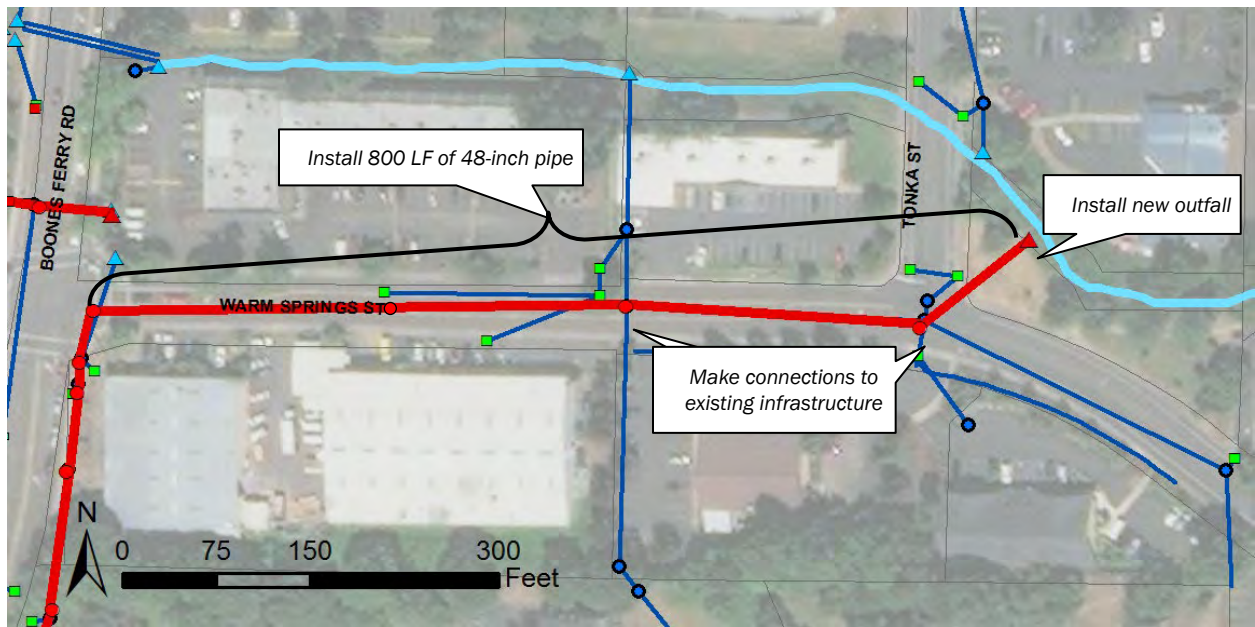 BOONES FERRY RD
Install 800 LF of 48-inch pipe
TONKA ST
Install new outfall
WARM SPRINGS ST
Make connections to
existing infrastructure
N
0 75 150 300
Feet